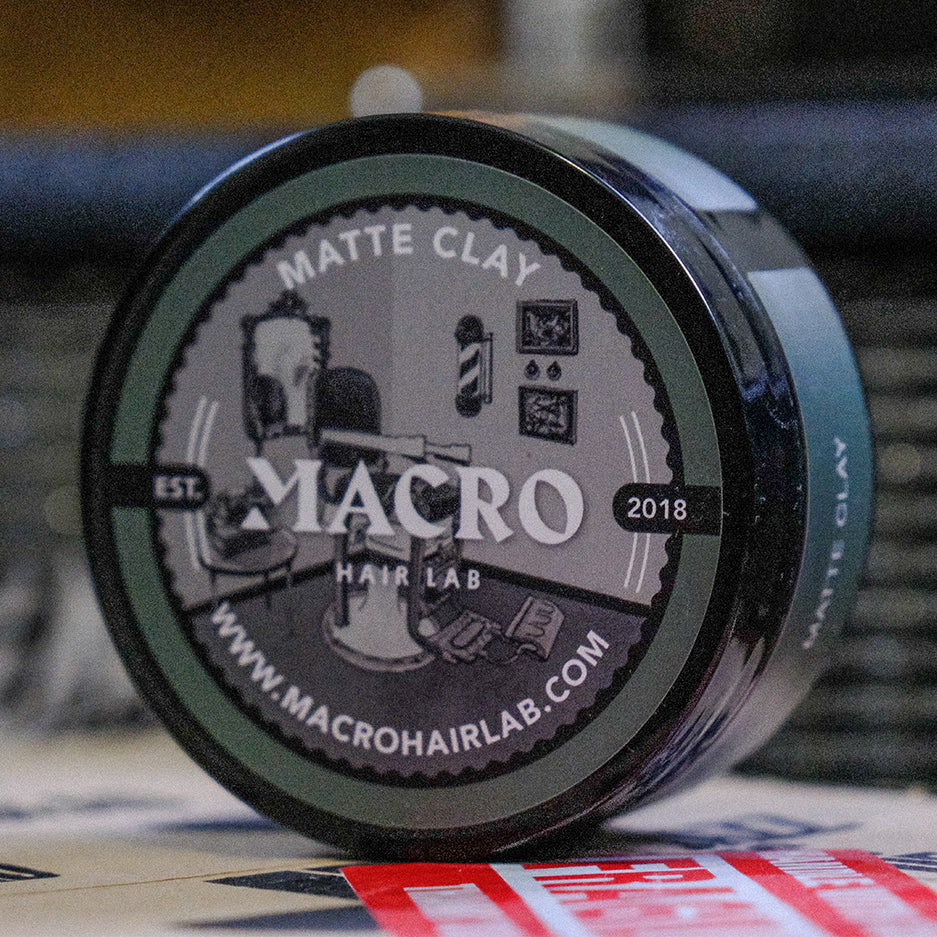 MATTE CLAY
EST.
MACRO
2018
HAIR LAB
WWW.MACROHAIRLAB.COM
MATTE CLAY